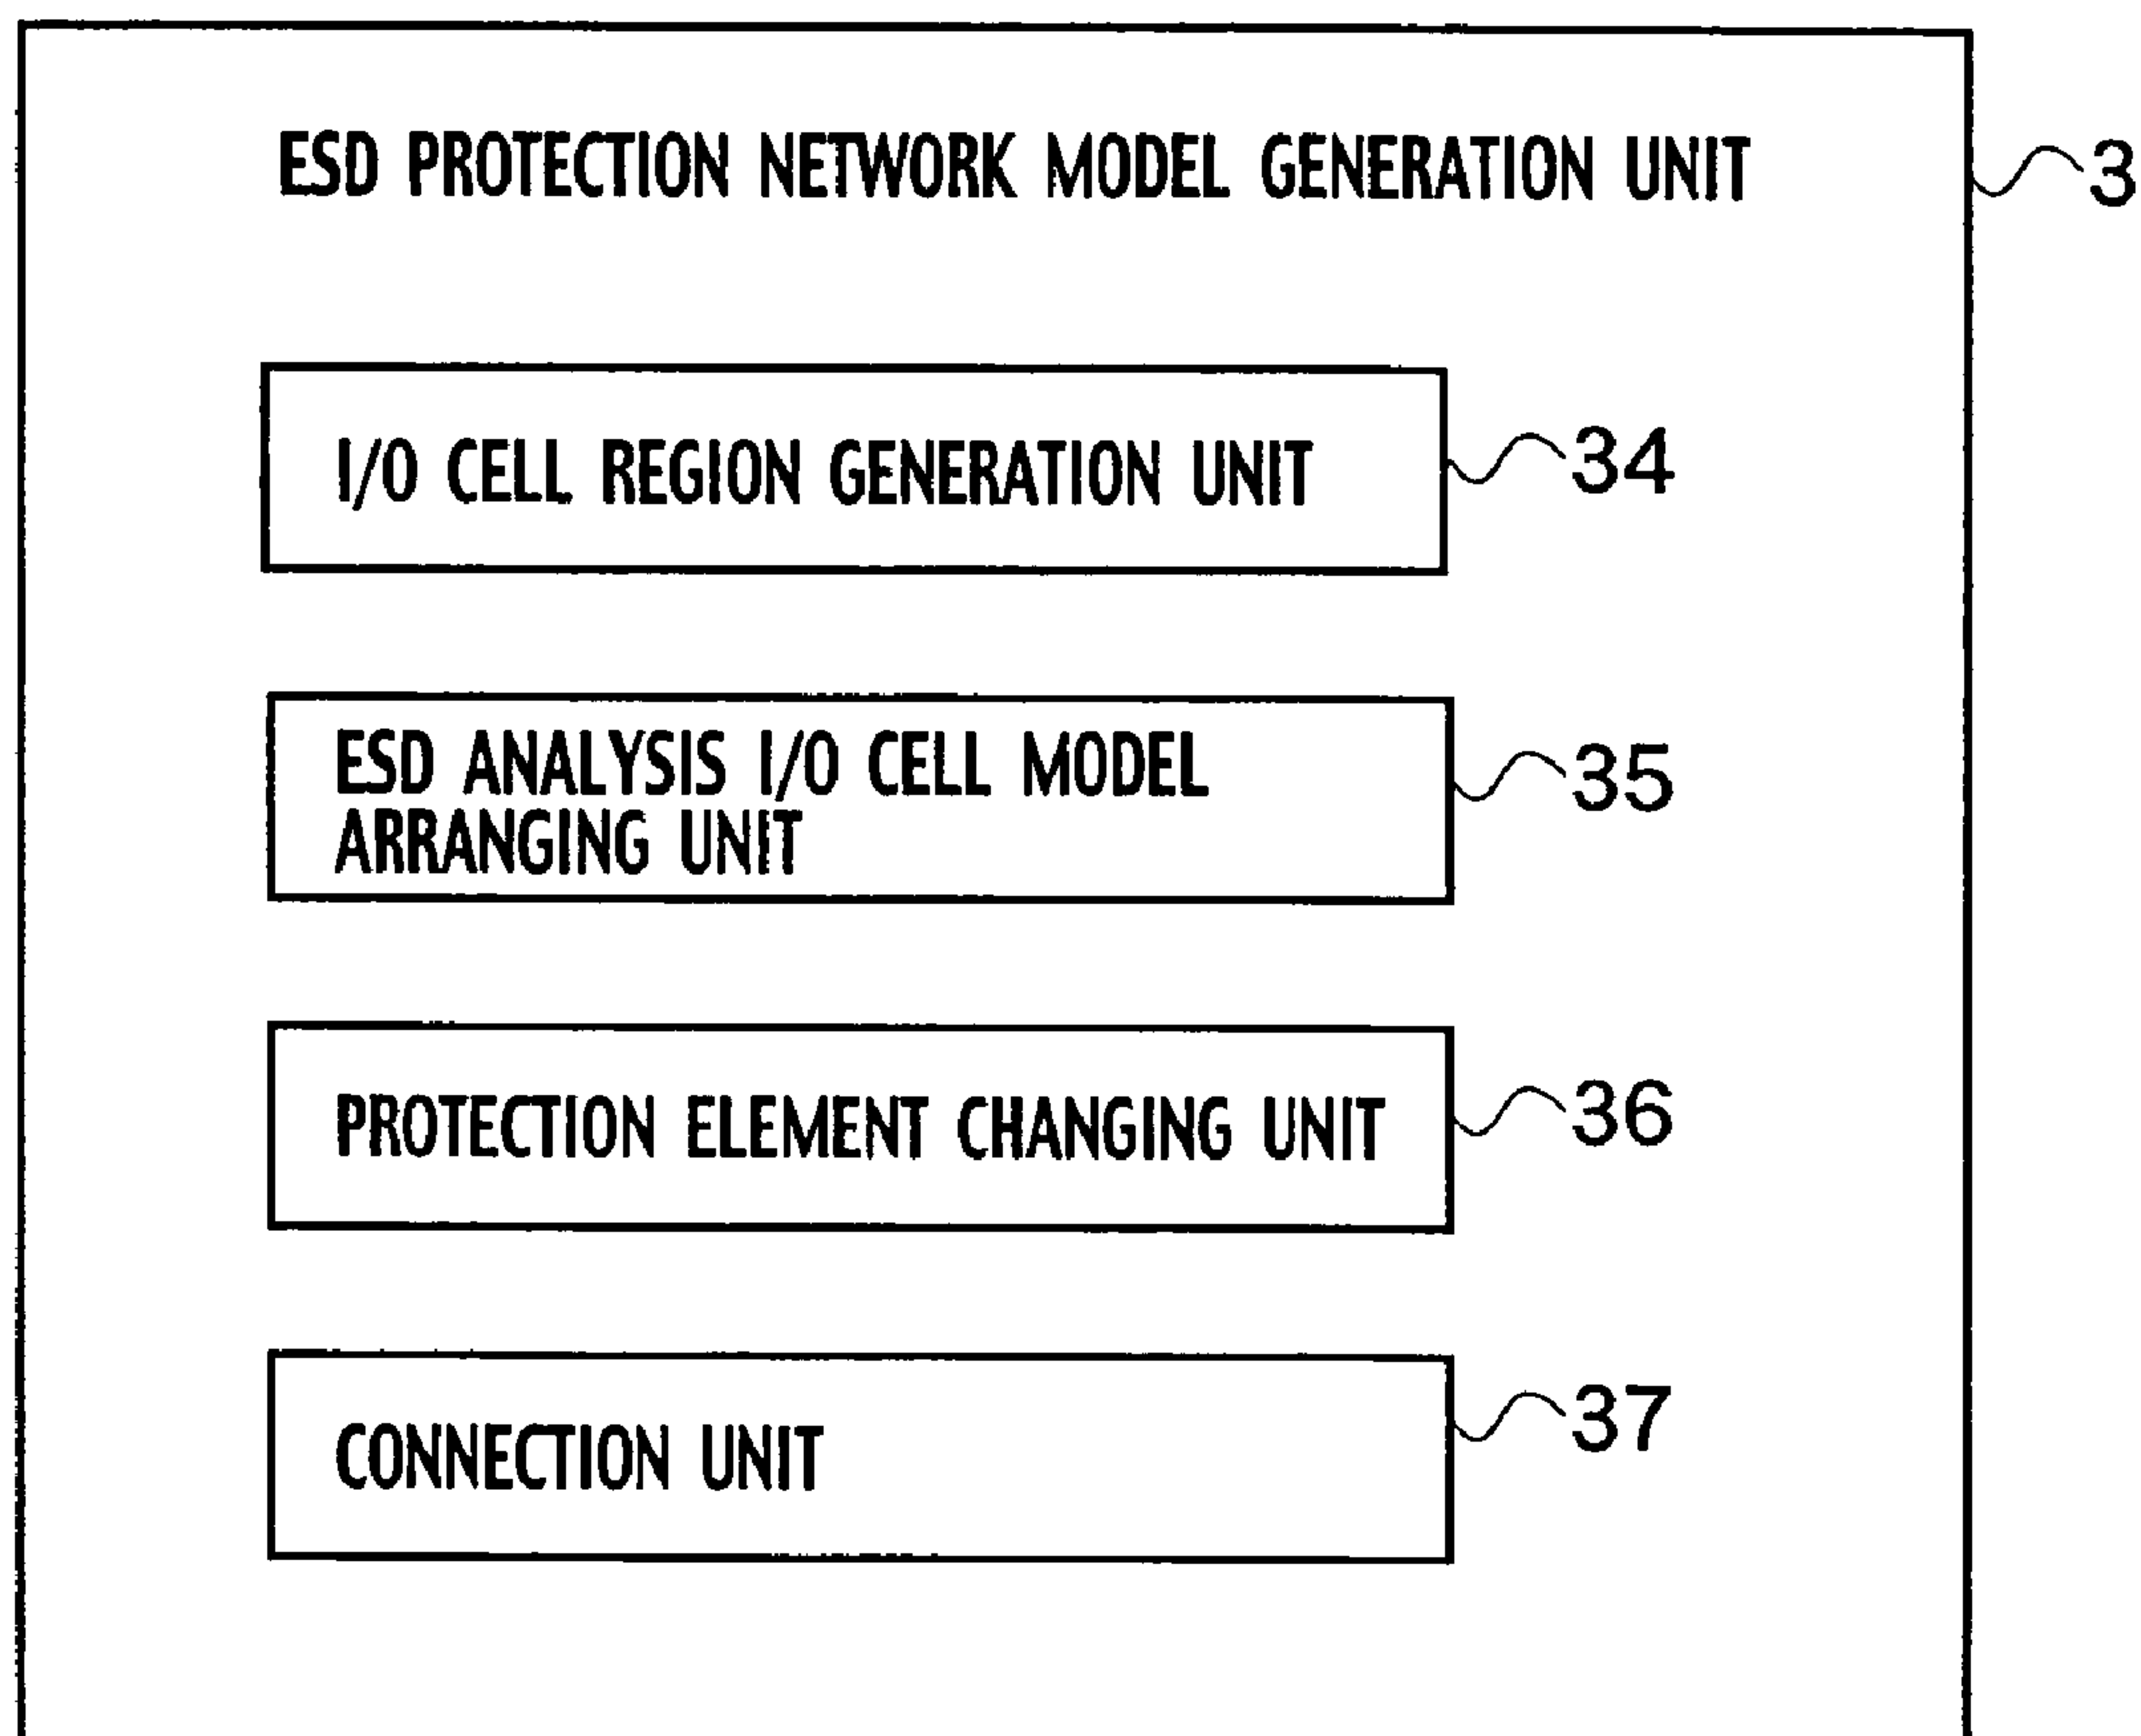 ESD PROTECTION NETWORK MODEL GENERATION UNIT
3
I/O CELL REGION GENERATION UNIT
34
ESD ANALYSIS I/O CELL MODEL
ARRANGING UNIT
35
PROTECTION ELEMENT CHANGING UNIT
36
CONNECTION UNIT
37